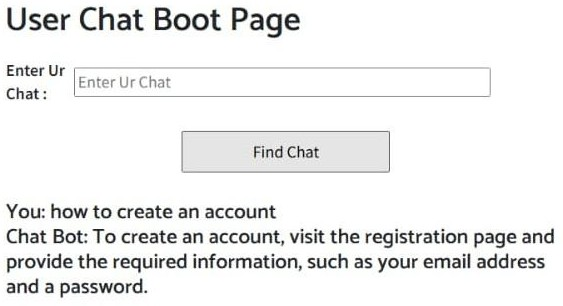 User Chat Boot Page
Enter Ur
Chat :
Enter Ur Chat
Find Chat
You: how to create an account
Chat Bot: To create an account, visit the registration page and
provide the required information, such as your email address
and a password.